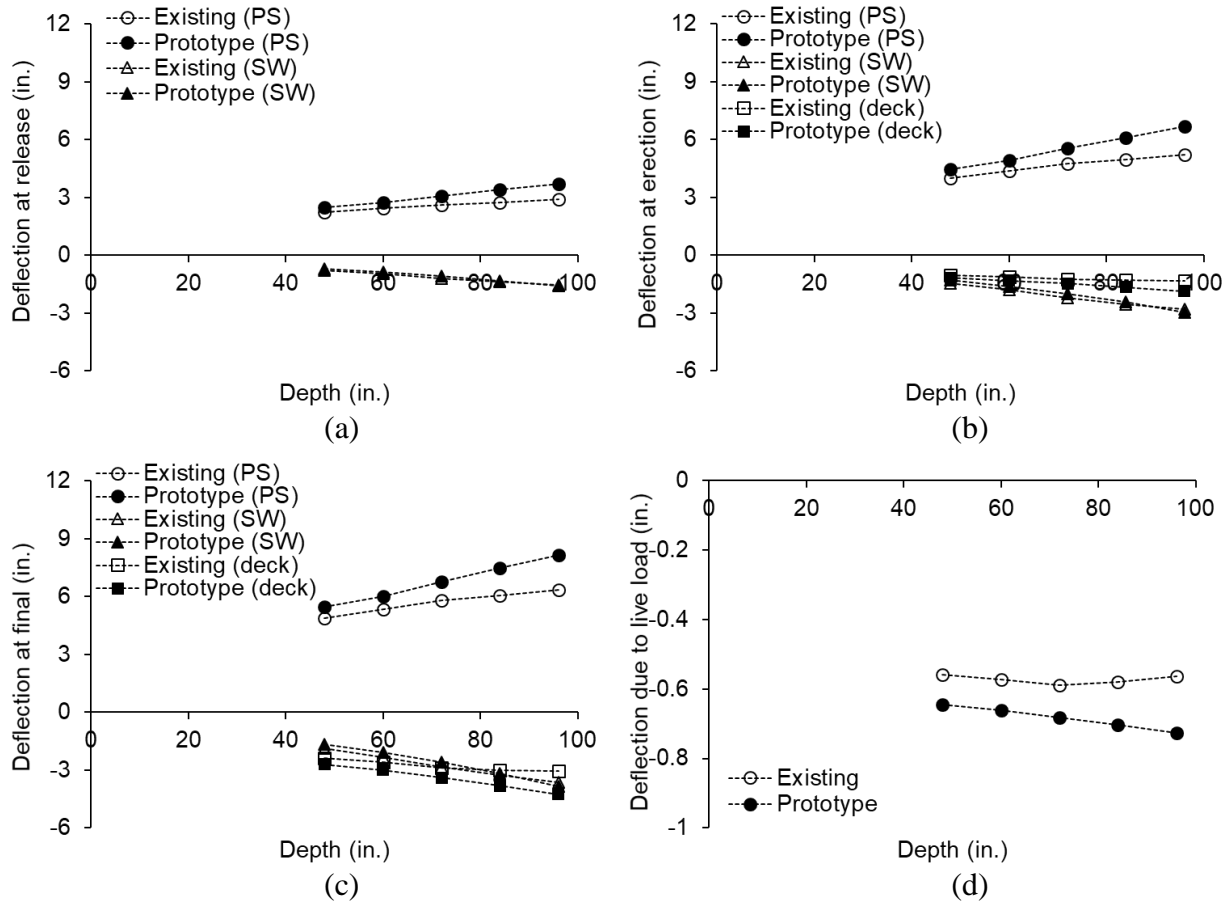 Existing (PS)
Prototype (PS)
Existing (SW)
Prototype (SW)
Deflection at release (in.)
12
9
6
3
0
-3
-6
0 20 40 60 80 100
Depth (in.)
(a)
Existing (PS)
Prototype (PS)
Existing (SW)
Prototype (SW)
Existing (deck)
Prototype (deck)
Deflection at erection (in.)
12
9
6
3
0
-3
-6
0 20 40 60 80 100
Depth (in.)
(b)
Existing (PS)
Prototype (PS)
Existing (SW)
Prototype (SW)
Existing (deck)
Prototype (deck)
Deflection at final (in.)
12
9
6
3
0
-3
-6
0 20 40 60 80 100
Depth (in.)
(c)
Deflection due to live load (in.)
0
-0.2
-0.4
-0.6
-0.8
-1
0 20 40 60 80 100
Existing
Prototype
Depth (in.)
(d)